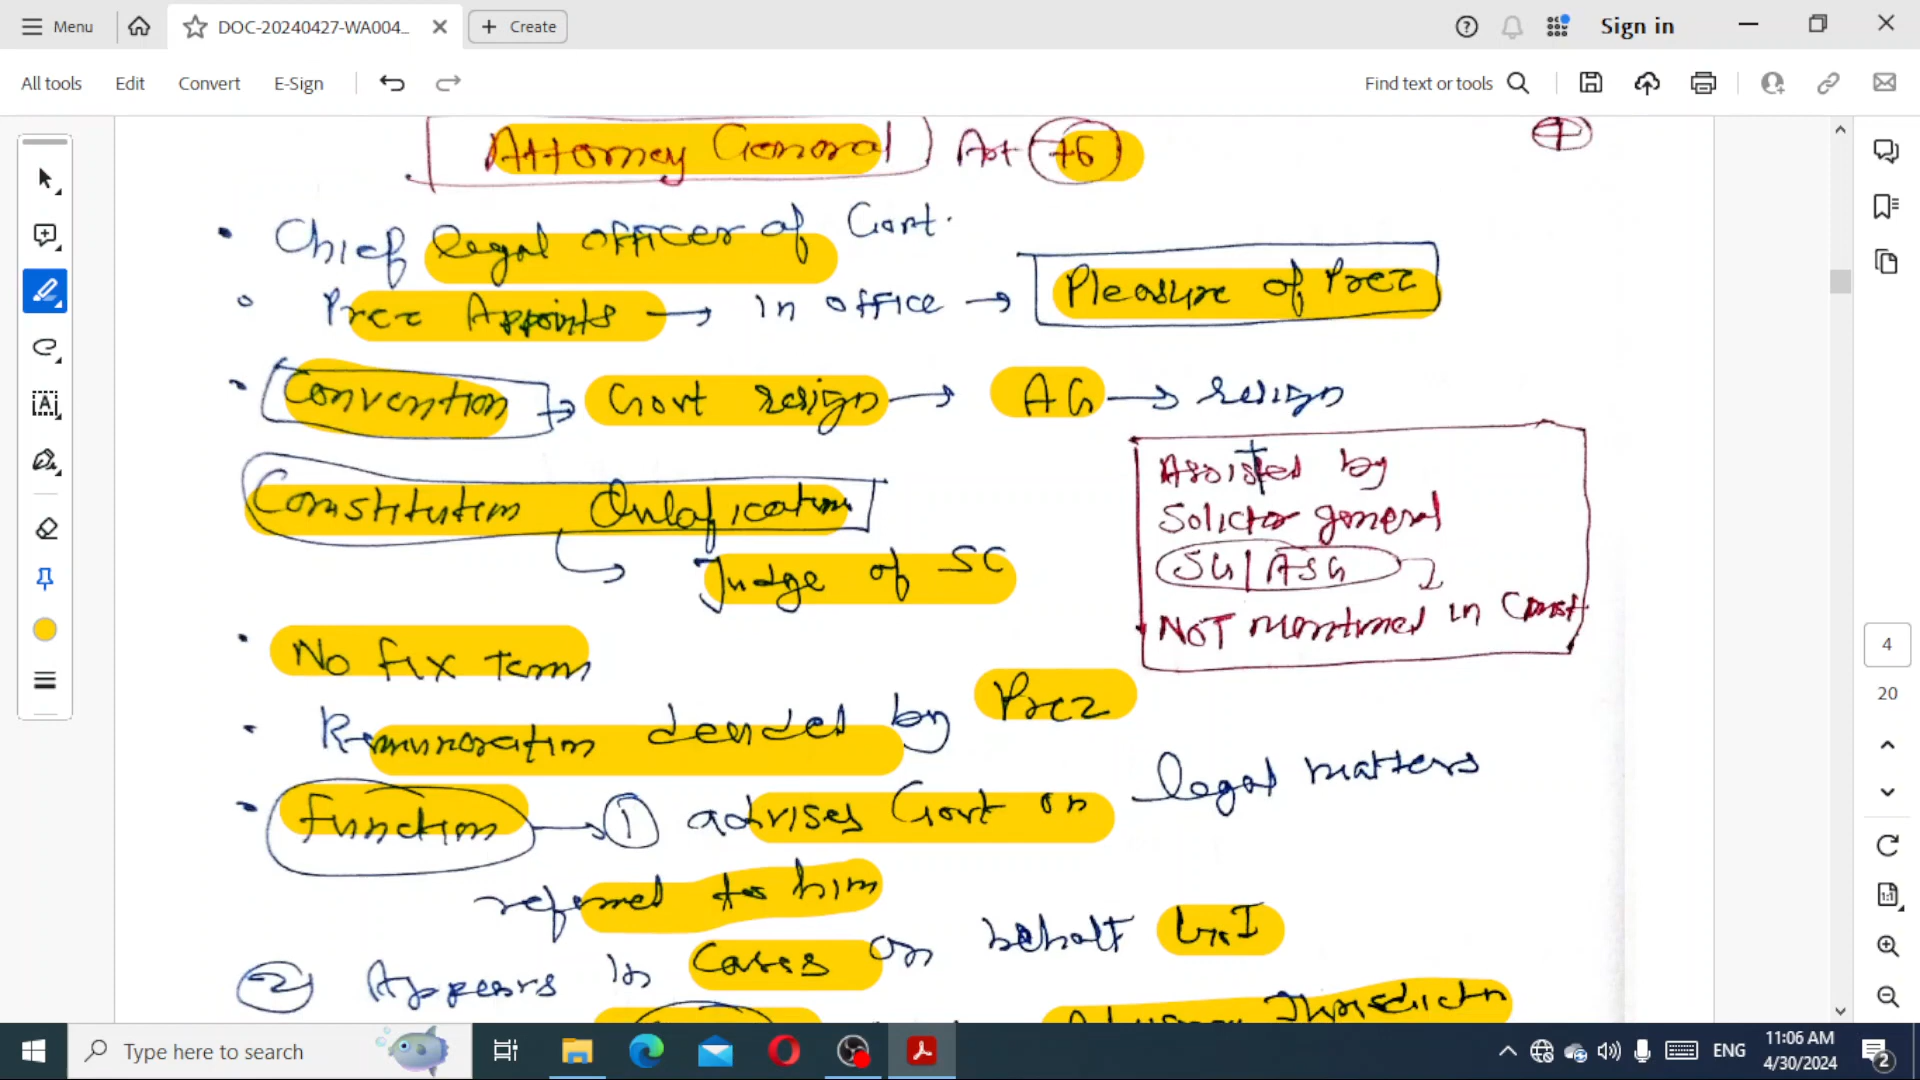 Menu
DOC-20240427-WA004...
Create
Sign in
All tools
Edit
Convert
E-Sign
Find text or tools
Attorney General Art 76
Chief legal officer of Govt.
Prez Appoints → in office → Pleasure of Prez
Convention → Govt resign → AG → resign
Assisted by
Solictor general
SG/ASG
NOT mentioned in Const
Constitution Qulafication
Judge of SC
No fix term
Remunoration decided by Prez
Function → ① advises Govt on legal matters
referred to him
② Appears in Cases on behalf
4
20
Type here to search
ENG
11:06 AM
4/30/2024
2